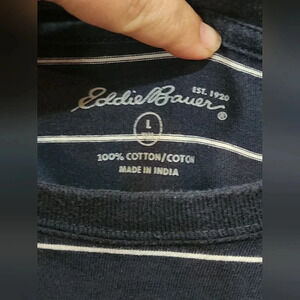 EST. 1920
Eddie Bauer®
L
100% COTTON/COTON
MADE IN INDIA